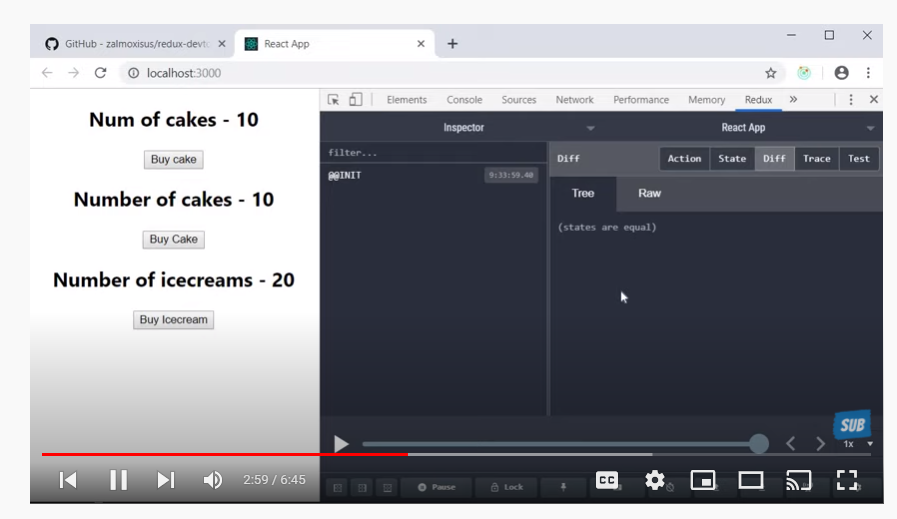 GitHub - zalmoxisus/redux-devto
React App
localhost:3000
Elements Console Sources Network Performance Memory Redux
Num of cakes - 10
Buy cake
Number of cakes - 10
Buy Cake
Number of icecreams - 20
Buy Icecream
Inspector
React App
filter...
@@INIT
9:33:59.40
Diff
Action State Diff Trace Test
Tree Raw
(states are equal)
SUB
1x
2:59 / 6:45
Pause
Lock
CC